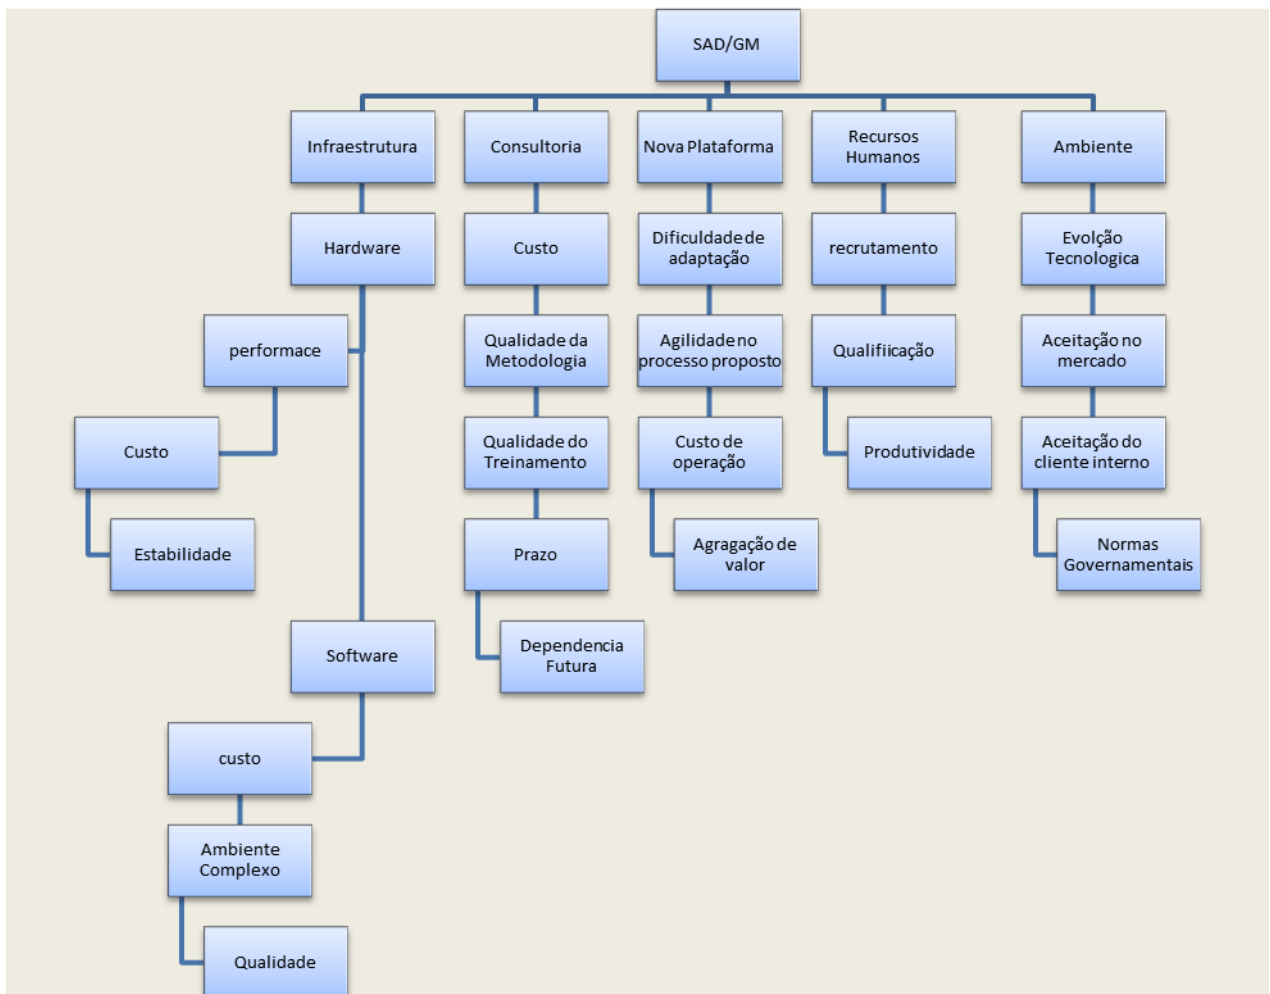 SAD/GM
Infraestrutura
Consultoria
Nova Plataforma
Recursos
Humanos
Ambiente
Hardware
Custo
Dificuldade de
adaptação
recrutamento
Evolção
Tecnologica
performace
Qualidade da
Metodologia
Agilidade no
processo proposto
Qualifiicação
Aceitação no
mercado
Custo
Qualidade do
Treinamento
Custo de
operação
Produtividade
Aceitação do
cliente interno
Estabilidade
Prazo
Agragação de
valor
Normas
Governamentais
Software
Dependencia
Futura
custo
Ambiente
Complexo
Qualidade